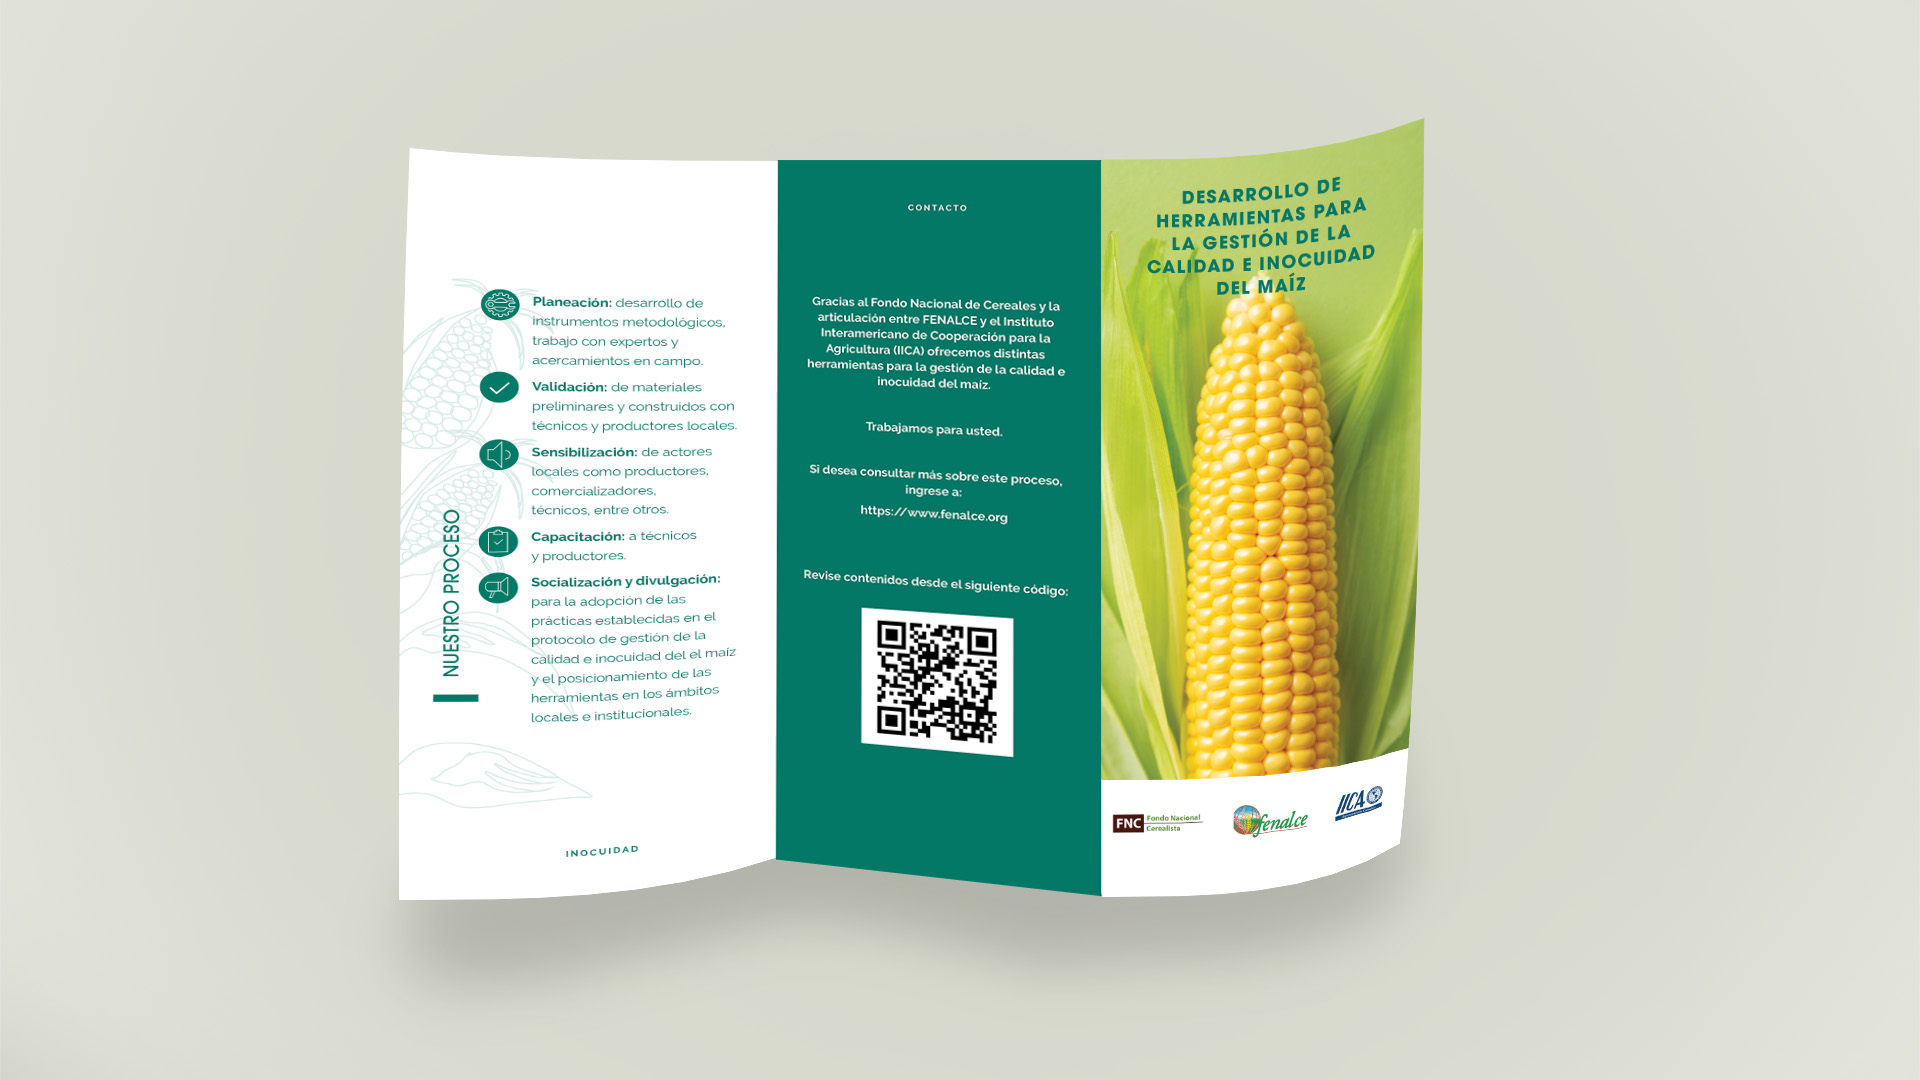 NUESTRO PROCESO
Planeación: desarrollo de
instrumentos metodológicos,
trabajo con expertos y
acercamientos en campo.
Validación: de materiales
preliminares y construidos con
técnicos y productores locales.
Sensibilización: de actores
locales como productores,
comercializadores,
técnicos, entre otros.
Capacitación: a técnicos
y productores.
Socialización y divulgación:
para la adopción de las
prácticas establecidas en el
protocolo de gestión de la
calidad e inocuidad del el maíz
y el posicionamiento de las
herramientas en los ámbitos
locales e institucionales.
INOCUIDAD
CONTACTO
Gracias al Fondo Nacional de Cereales y la
articulación entre FENALCE y el Instituto
Interamericano de Cooperación para la
Agricultura (IICA) ofrecemos distintas
herramientas para la gestión de la calidad e
inocuidad del maíz.
Trabajamos para usted.
Si desea consultar más sobre este proceso,
ingrese a:
https://www.fenalce.org
Revise contenidos desde el siguiente código:
DESARROLLO DE
HERRAMIENTAS PARA
LA GESTIÓN DE LA
CALIDAD E INOCUIDAD
DEL MAÍZ
FNC Fondo Nacional
Cerealista
fenalce
IICA